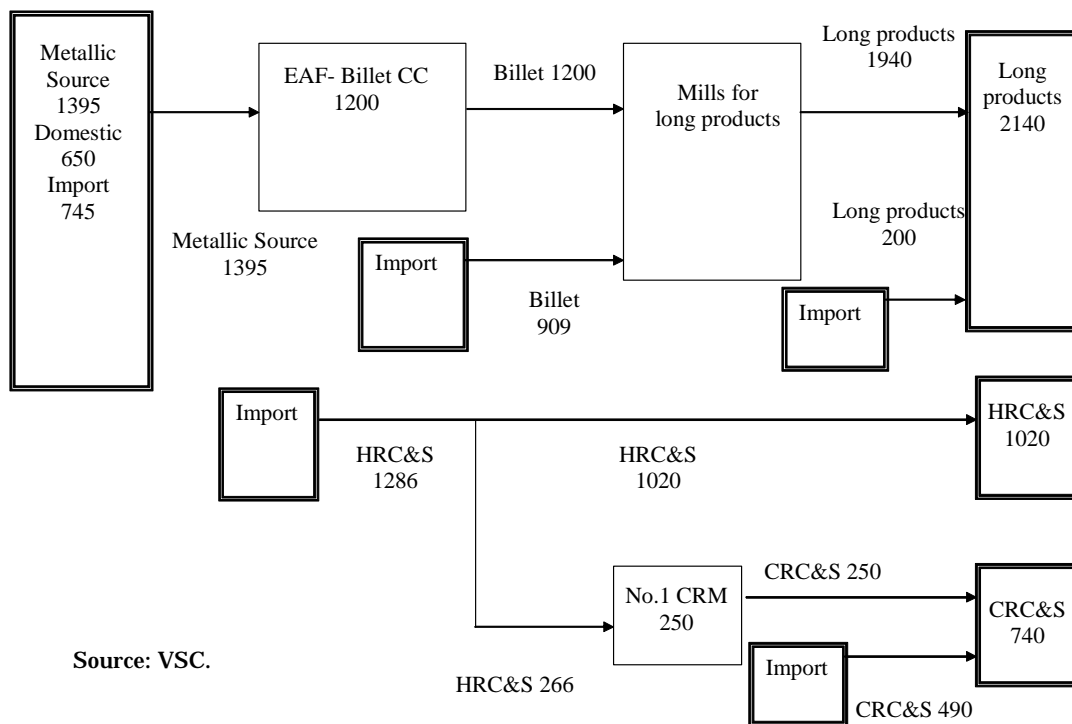 Metallic
Source
1395
Domestic
650
Import
745
Metallic Source
1395
EAF- Billet CC
1200
Billet 1200
Import
Billet
909
Mills for
long products
Long products
1940
Long products
200
Import
Long
products
2140
Import
HRC&S
1286
HRC&S
1020
HRC&S
1020
HRC&S 266
No.1 CRM
250
CRC&S 250
Import
CRC&S 490
CRC&S
740
Source: VSC.